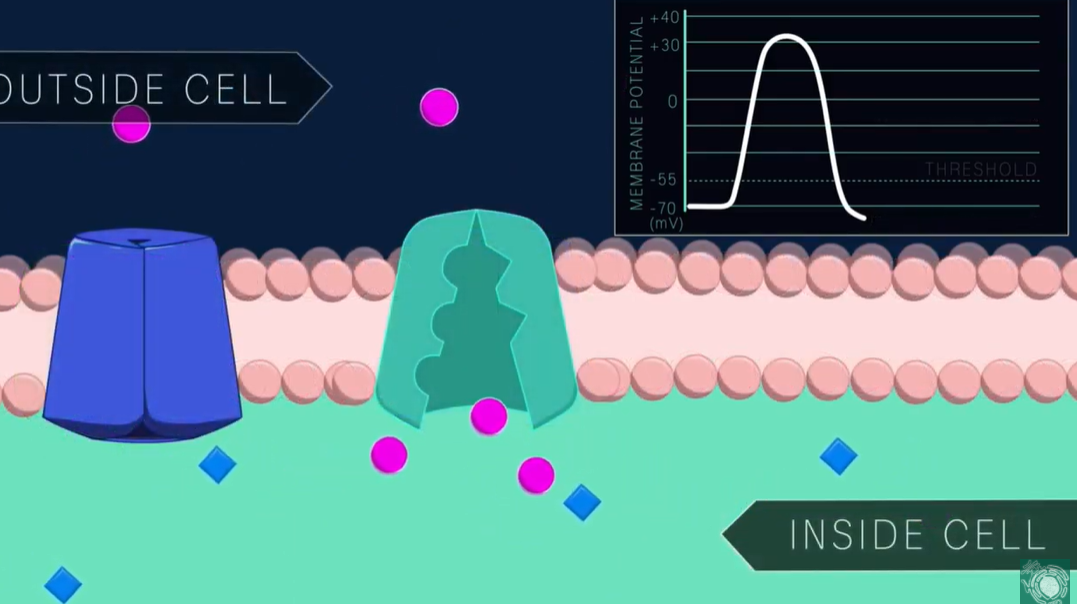 OUTSIDE CELL
MEMBRANE POTENTIAL
+40
+30
0
THRESHOLD
-55
-70
(mV)
INSIDE CELL